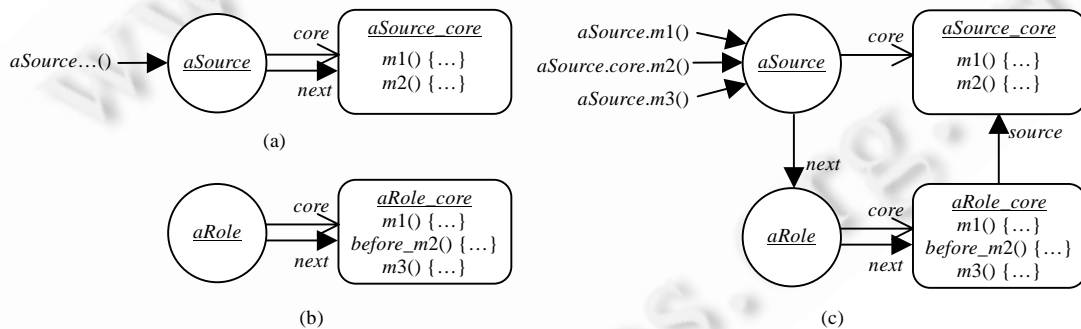 aSource…()
aSource
core
next
aSource_core
m1() {…}
m2() {…}
(a)
aRole
core
next
aRole_core
m1() {…}
before_m2() {…}
m3() {…}
(b)
aSource.m1()
aSource.core.m2()
aSource.m3()
aSource
core
aSource_core
m1() {…}
m2() {…}
source
next
aRole
core
next
aRole_core
m1() {…}
before_m2() {…}
m3() {…}
(c)